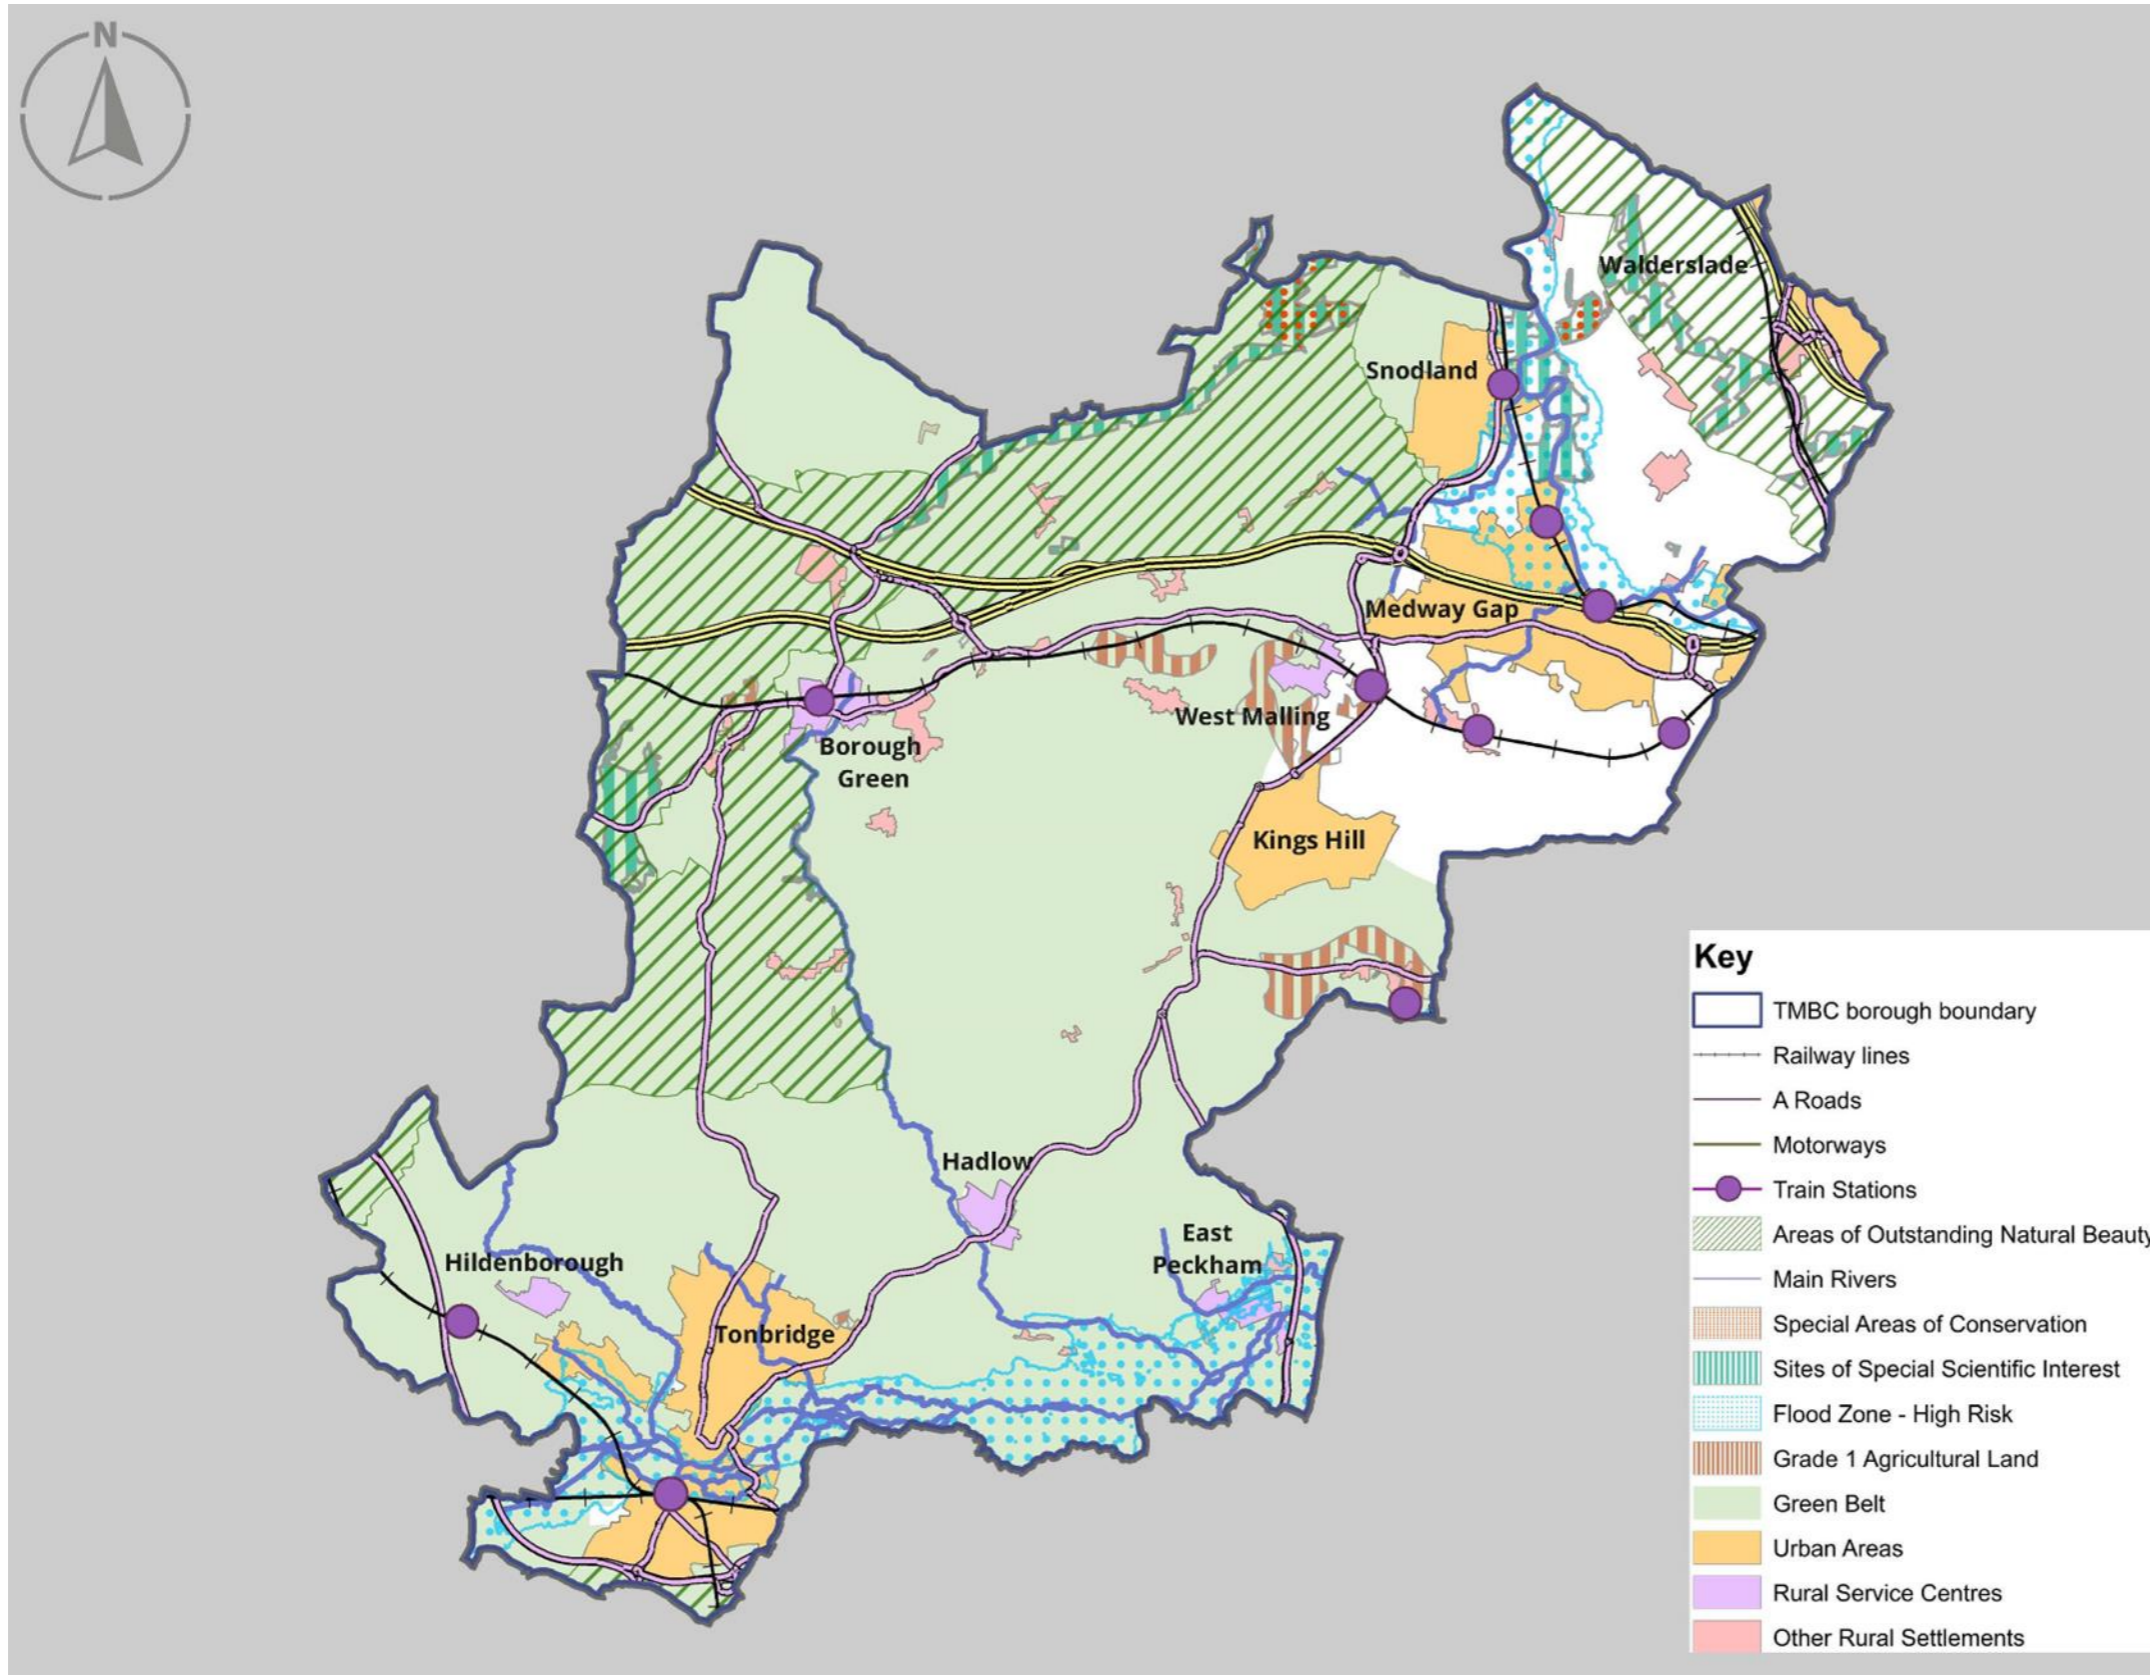 N
Walderslade
Snodland
Medway Gap
West Malling
Borough
Green
Kings Hill
Hadlow
East
Peckham
Hildenborough
Tonbridge
Key
TMBC borough boundary
Railway lines
A Roads
Motorways
Train Stations
Areas of Outstanding Natural Beauty
Main Rivers
Special Areas of Conservation
Sites of Special Scientific Interest
Flood Zone - High Risk
Grade 1 Agricultural Land
Green Belt
Urban Areas
Rural Service Centres
Other Rural Settlements